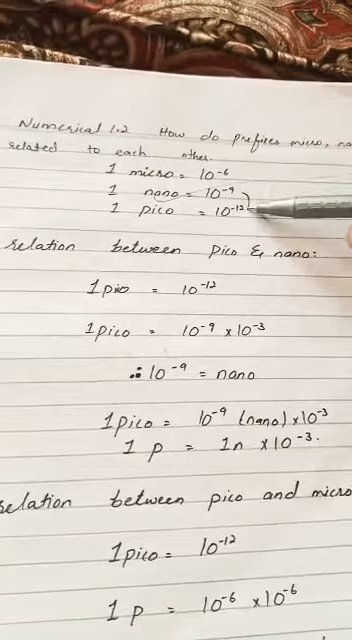 Numerical 1.2 How do prefixes micro,
related to each other.
1 micro = 10⁻⁶
1 nano = 10⁻⁹
1 pico = 10⁻¹²
relation between pico & nano:
1 pico = 10⁻¹²
1 pico = 10⁻⁹ x 10⁻³
∴ 10⁻⁹ = nano
1 pico = 10⁻⁹ (nano) x 10⁻³
1 p = 1n x 10⁻³.
relation between pico and micro
1 pico = 10⁻¹²
1 p = 10⁻⁶ x 10⁻⁶